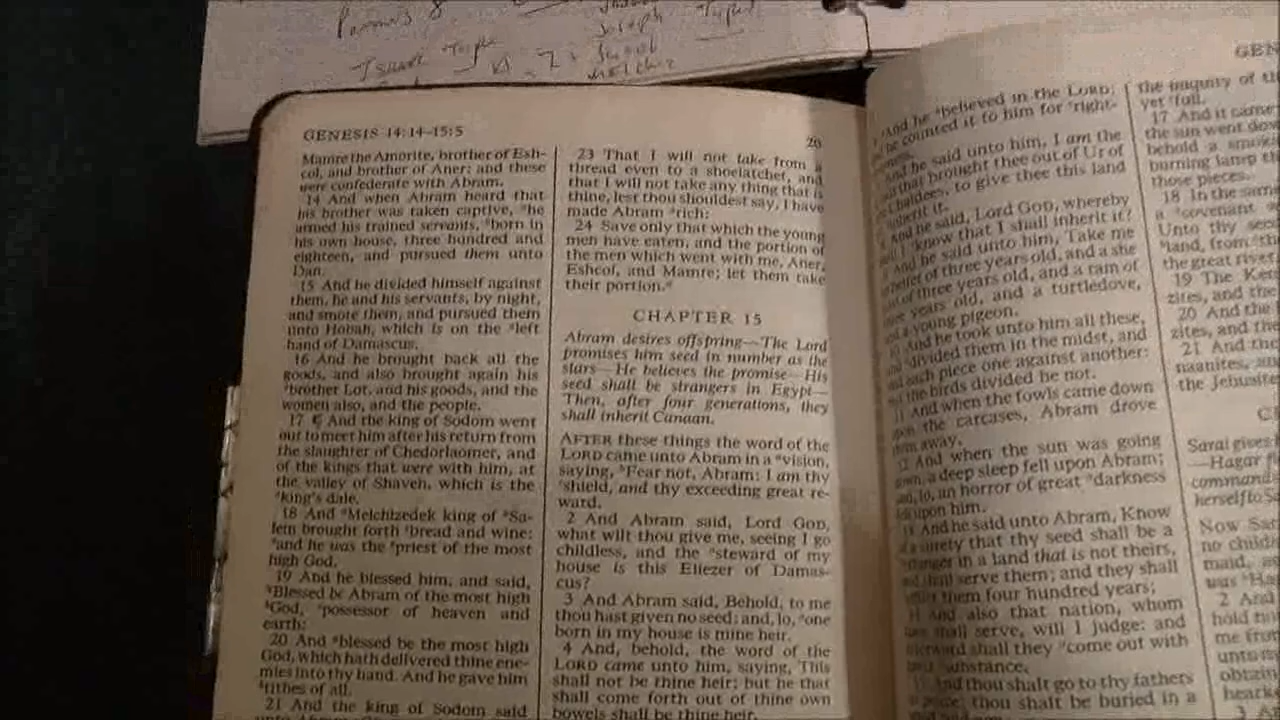 Joseph
Types
Isaac Type
GENESIS 14:14–15:5
20
Mamre the Amorite, brother of Esh-
col, and brother of Aner: and these
were confederate with Abram.
14 And when Abram heard that
his brother was taken captive, he
armed his trained servants, born in
his own house, three hundred and
eighteen, and pursued them unto
Dan.
15 And he divided himself against
them, he and his servants, by night,
and smote them, and pursued them
unto Hobah, which is on the left
hand of Damascus.
16 And he brought back all the
goods, and also brought again his
brother Lot, and his goods, and the
women also, and the people.
17 ¶ And the king of Sodom went
out to meet him after his return from
the slaughter of Chedorlaomer, and
of the kings that were with him, at
the valley of Shaveh, which is the
king's dale.
18 And Melchizedek king of Sa-
lem brought forth bread and wine:
and he was the priest of the most
high God.
19 And he blessed him, and said,
Blessed be Abram of the most high
God, possessor of heaven and
earth:
20 And blessed be the most high
God, which hath delivered thine ene-
mies into thy hand. And he gave him
tithes of all.
21 And the king of Sodom said
unto Abram
23 That I will not take from a
thread even to a shoelatchet, and
that I will not take any thing that is
thine, lest thou shouldest say, I have
made Abram rich:
24 Save only that which the young
men have eaten, and the portion of
the men which went with me, Aner,
Eshcol, and Mamre; let them take
their portion.
CHAPTER 15
Abram desires offspring—The Lord
promises him seed in number as the
stars—He believes the promise—His
seed shall be strangers in Egypt—
Then, after four generations, they
shall inherit Canaan.
AFTER these things the word of the
LORD came unto Abram in a vision,
saying, Fear not, Abram: I am thy
shield, and thy exceeding great re-
ward.
2 And Abram said, Lord GOD,
what wilt thou give me, seeing I go
childless, and the steward of my
house is this Eliezer of Damas-
cus?
3 And Abram said, Behold, to me
thou hast given no seed: and, lo, one
born in my house is mine heir.
4 And, behold, the word of the
LORD came unto him, saying, This
shall not be thine heir; but he that
shall come forth out of thine own
bowels shall be thine heir.
GEN
And he believed in the LORD;
he counted it to him for right-
he said unto him, I am the
that brought thee out of Ur of
Chaldees, to give thee this land
inherit it.
And he said, Lord GOD, whereby
I know that I shall inherit it?
And he said unto him, Take me
heifer of three years old, and a she
of three years old, and a ram of
years old, and a turtledove,
and a young pigeon.
And he took unto him all these,
divided them in the midst, and
each piece one against another:
the birds divided he not.
And when the fowls came down
upon the carcases, Abram drove
them away.
And when the sun was going
down, a deep sleep fell upon Abram;
and, lo, an horror of great darkness
fell upon him.
And he said unto Abram, Know
of a surety that thy seed shall be a
stranger in a land that is not theirs,
and shall serve them; and they shall
afflict them four hundred years;
And also that nation, whom
they shall serve, will I judge: and
afterward shall they come out with
great substance.
And thou shalt go to thy fathers
in peace; thou shalt be buried in a
the iniquity of th
yet full.
17 And it came
the sun went dow
behold a smok
burning lamp th
those pieces.
18 In the sam
a covenant w
Unto thy seed
land, from th
the great river,
19 The Ken
zites, and the
20 And the
zites, and the
21 And the
naanites, an
the Jebusite
C
Sarai gives
—Hagar
command
herself to Sa
Now Sar
no childr
maid, an
was Ha
2 And
hold n
me from
unto m
obtain
heark
3 A